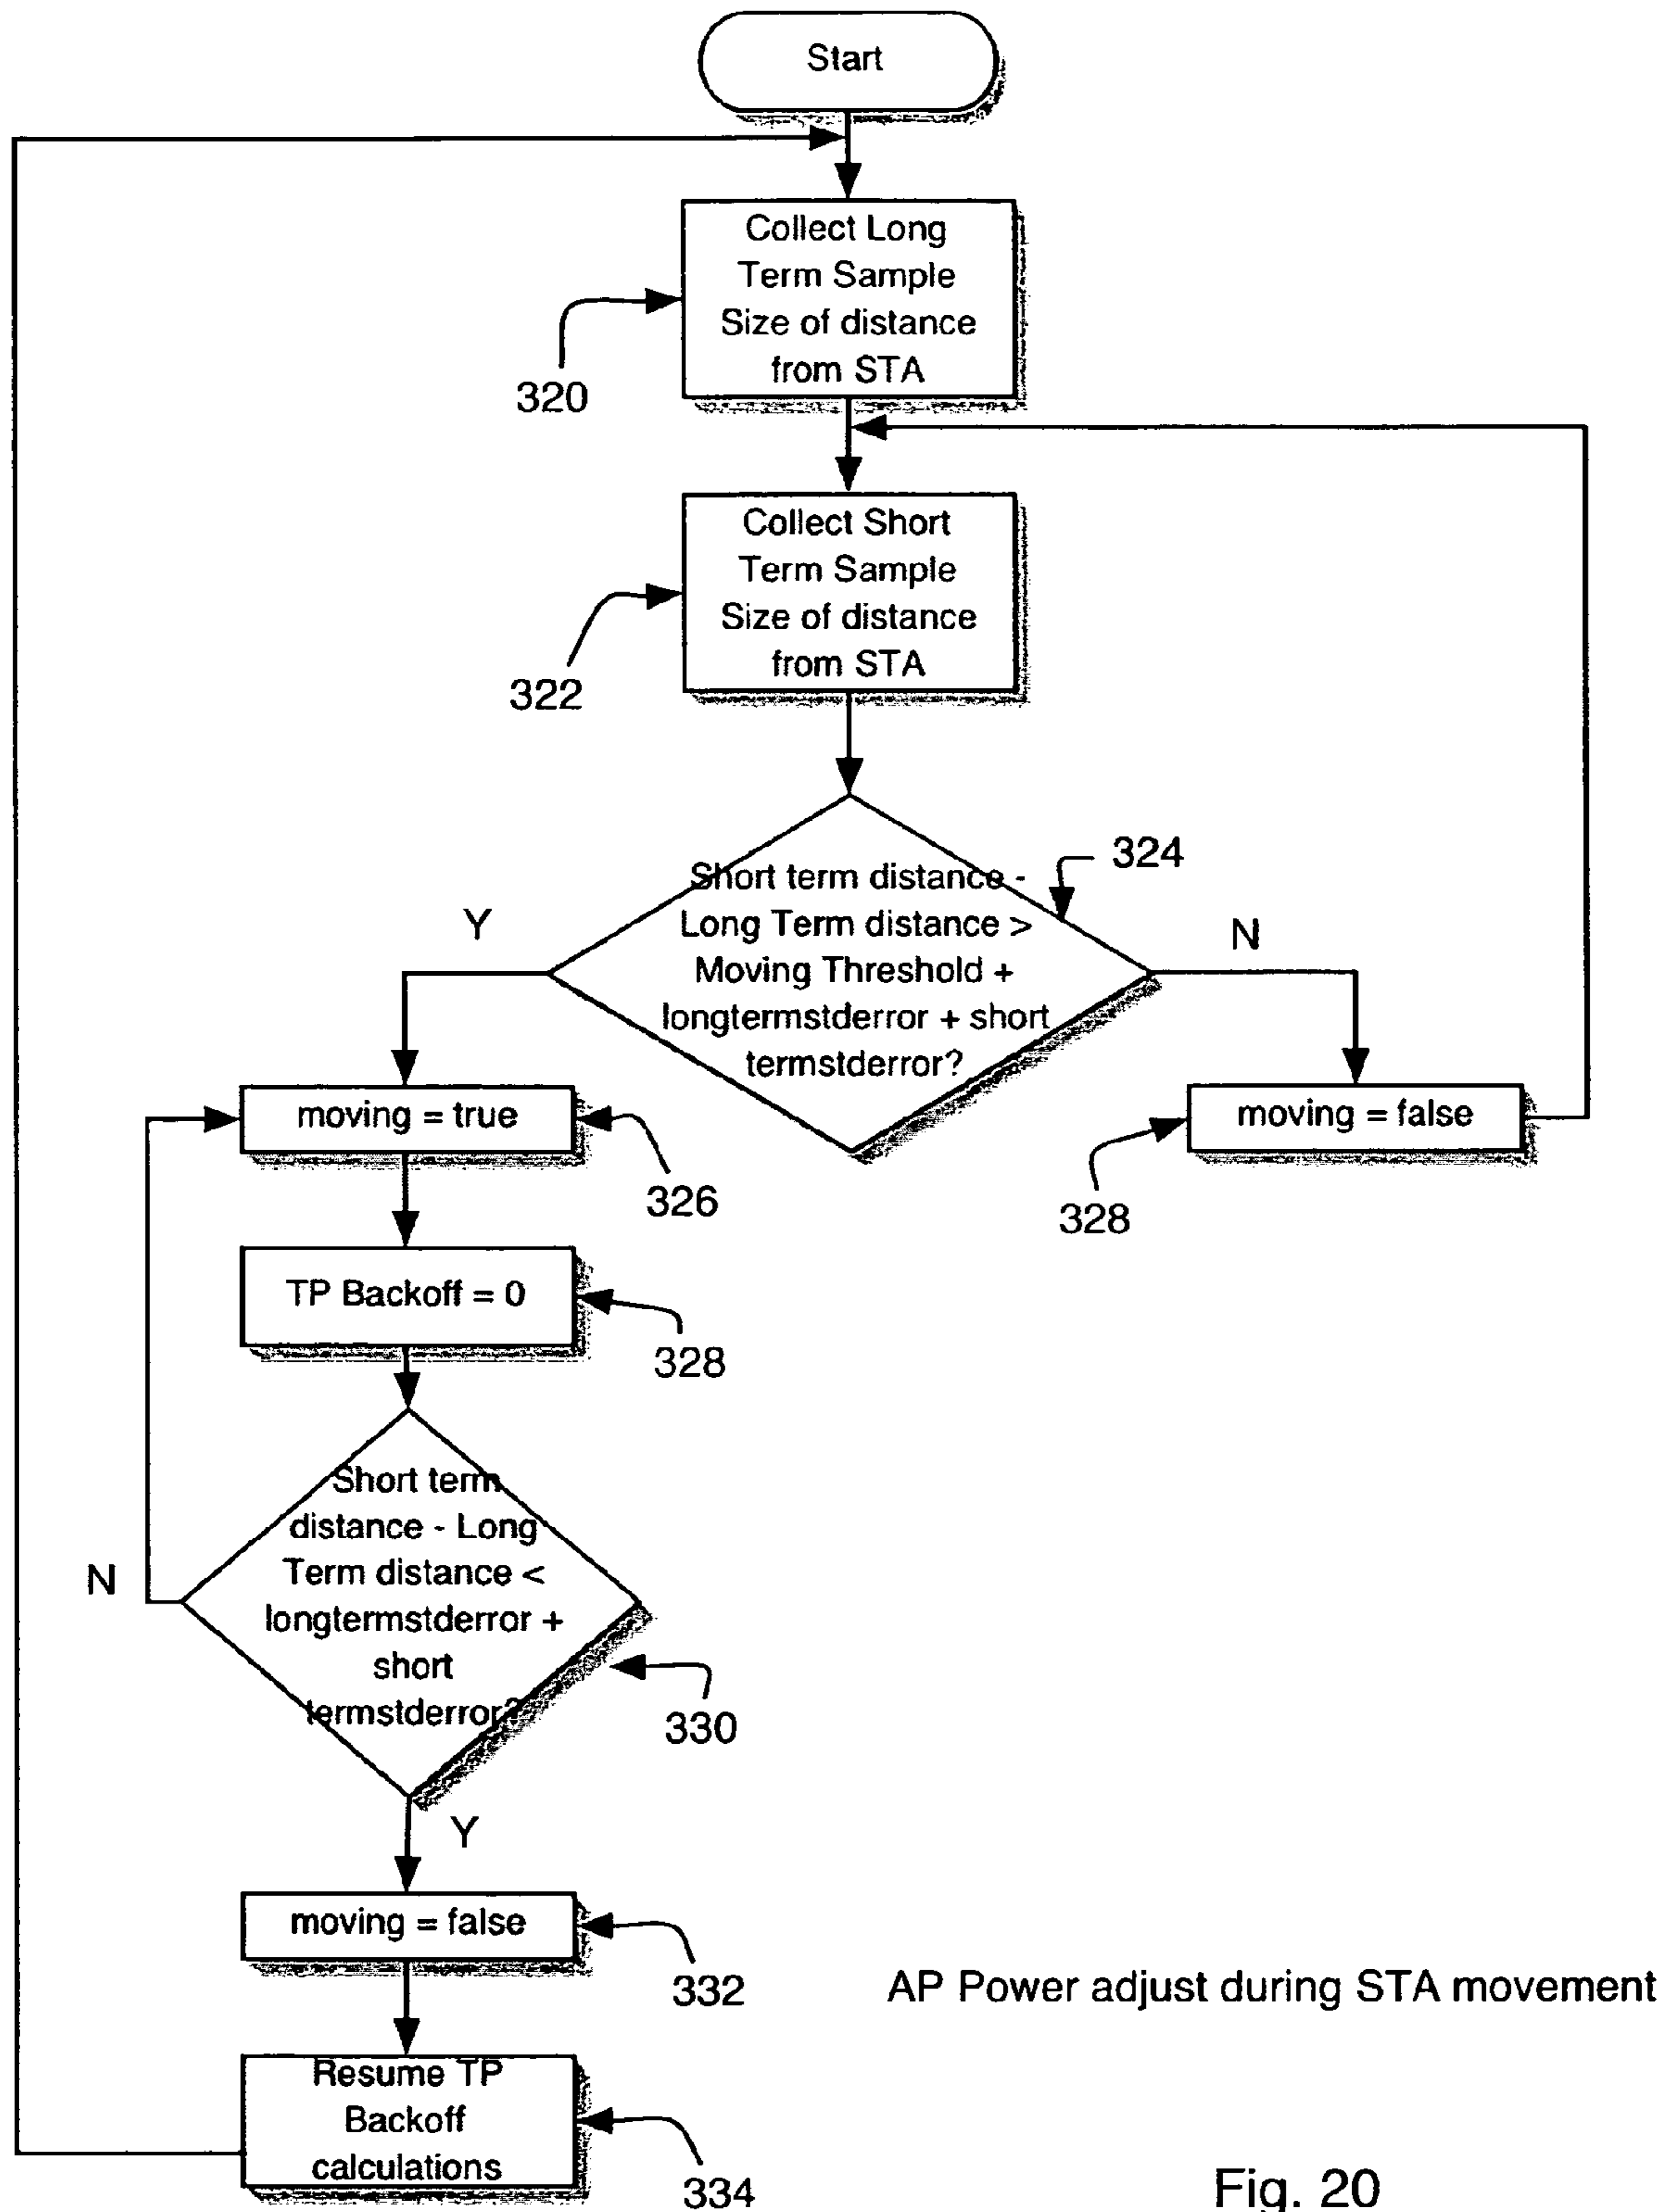 Start
Collect Long
Term Sample
Size of distance
from STA
320
Collect Short
Term Sample
Size of distance
from STA
322
324
Short term distance -
Long Term distance >
Moving Threshold +
longtermstderror + short
termstderror?
Y
N
moving = true
326
moving = false
328
TP Backoff = 0
328
Short term
distance - Long
Term distance <
longtermstderror +
short
termstderror?
N
330
Y
moving = false
332
AP Power adjust during STA movement
Resume TP
Backoff
calculations
334
Fig. 20